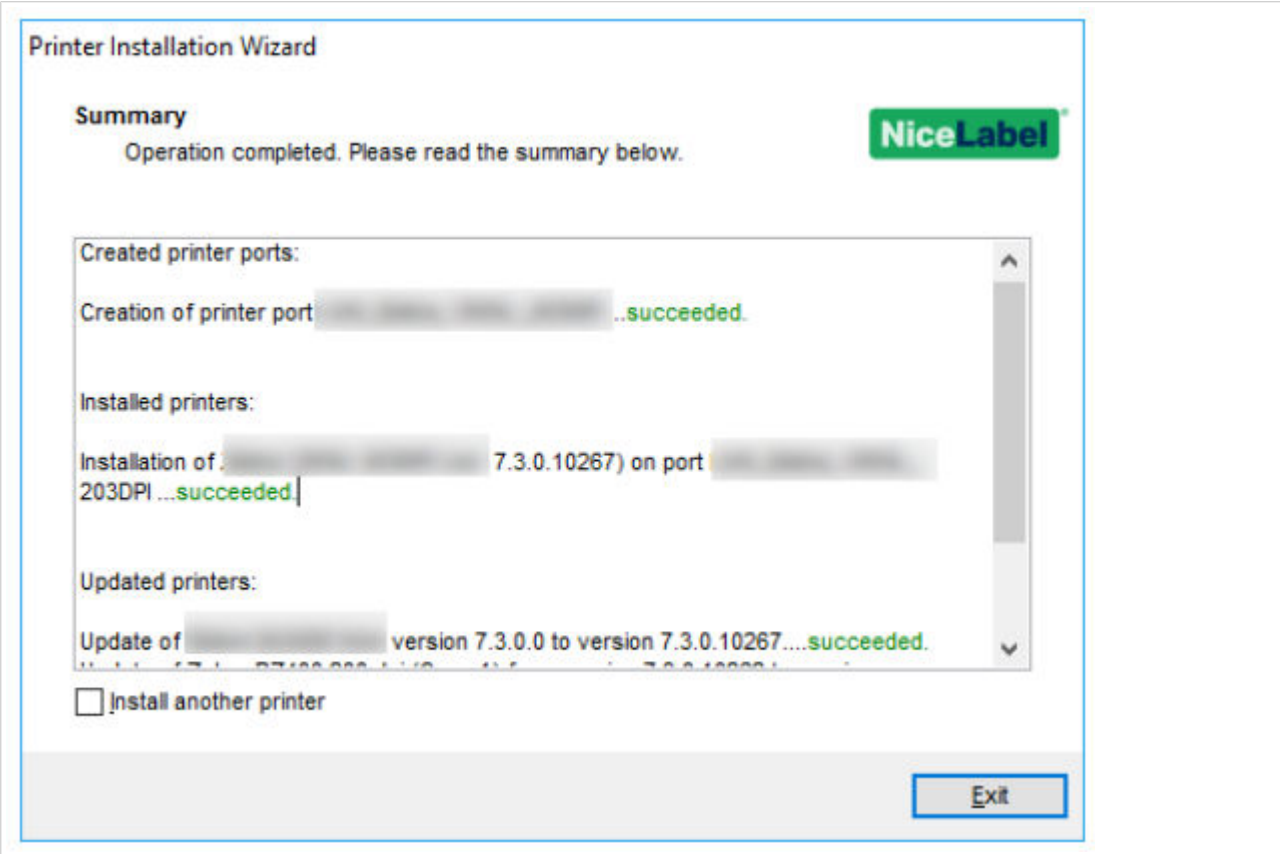 Printer Installation Wizard
Summary
Operation completed. Please read the summary below.
NiceLabel®
Created printer ports:
Creation of printer port ..succeeded.
Installed printers:
Installation of 7.3.0.10267) on port
203DPI ...succeeded.
Updated printers:
Update of version 7.3.0.0 to version 7.3.0.10267....succeeded.
Install another printer
Exit